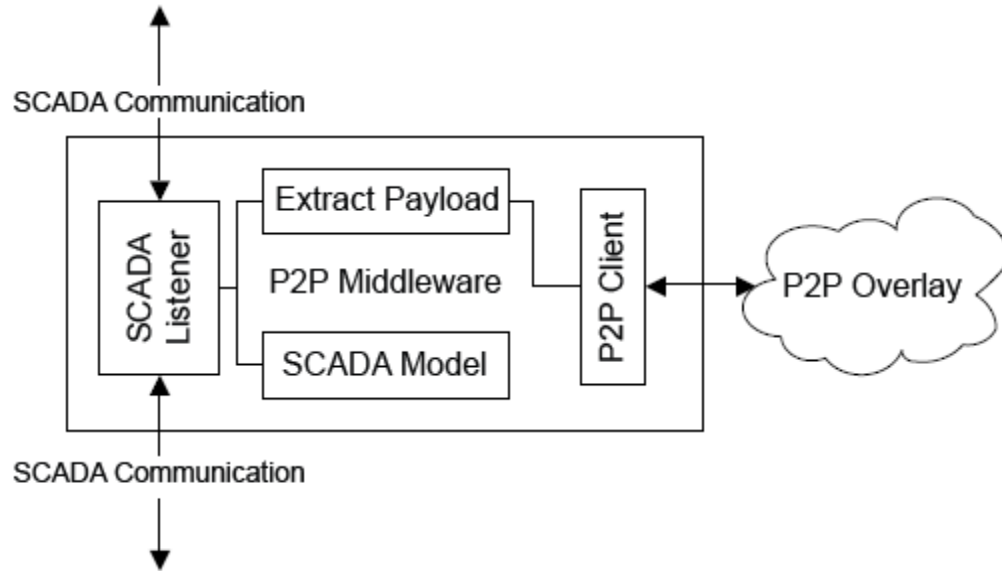 SCADA Communication
SCADA
Listener
Extract Payload
P2P Middleware
SCADA Model
P2P Client
P2P Overlay
SCADA Communication